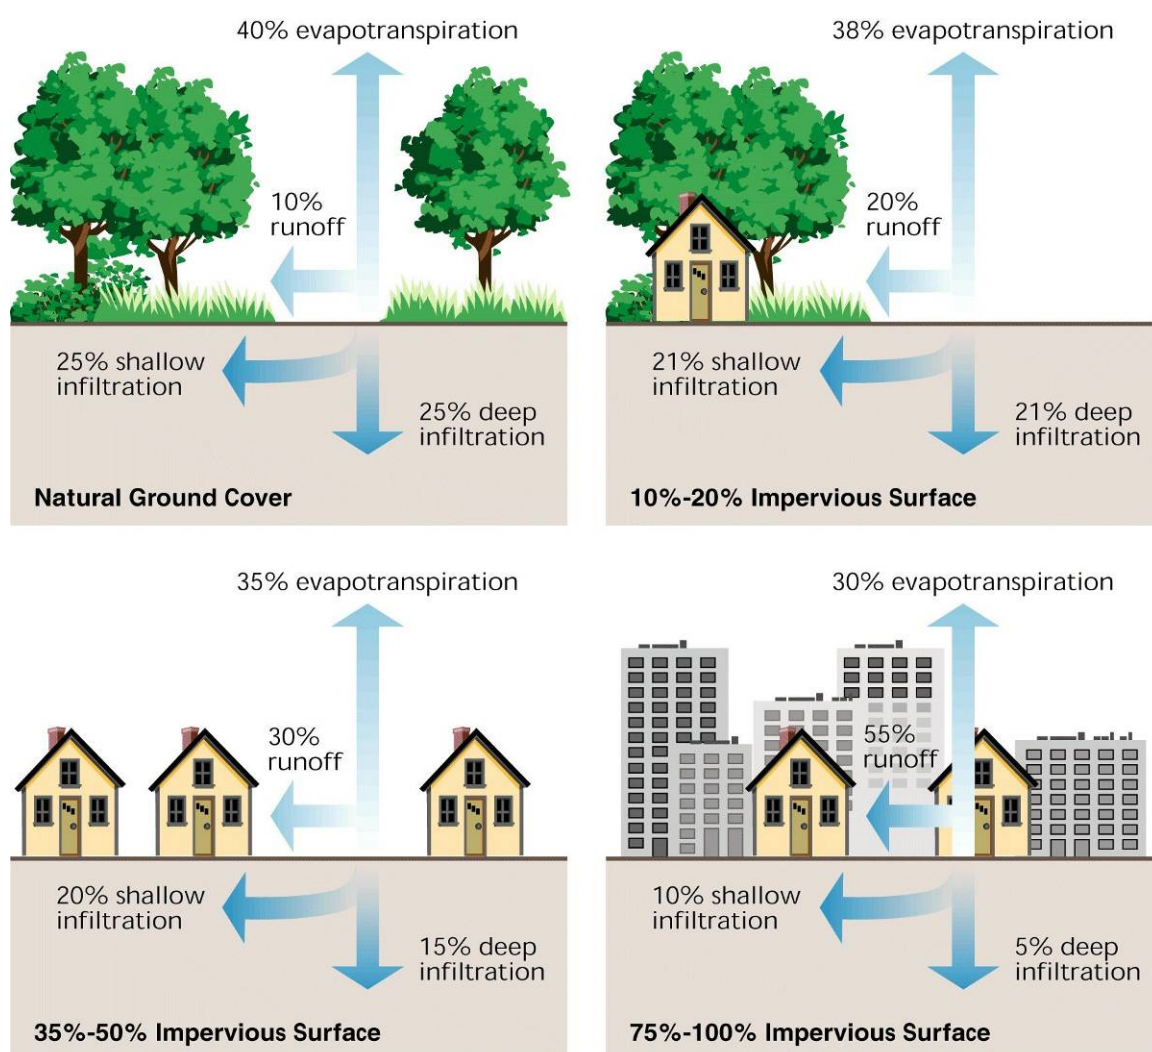 40% evapotranspiration
10%
runoff
25% shallow
infiltration
25% deep
infiltration
Natural Ground Cover
38% evapotranspiration
20%
runoff
21% shallow
infiltration
21% deep
infiltration
10%-20% Impervious Surface
35% evapotranspiration
30%
runoff
20% shallow
infiltration
15% deep
infiltration
35%-50% Impervious Surface
30% evapotranspiration
55%
runoff
10% shallow
infiltration
5% deep
infiltration
75%-100% Impervious Surface